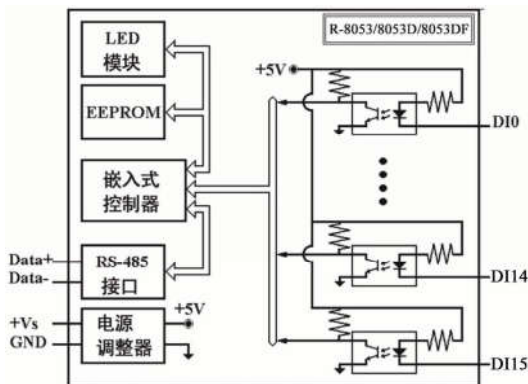 R-8053/8053D/8053DF
LED
模块
+5V
EEPROM
DI0
嵌入式
控制器
Data+
Data-
RS-485
接口
DI14
+Vs
GND
电源
调整器
+5V
DI15